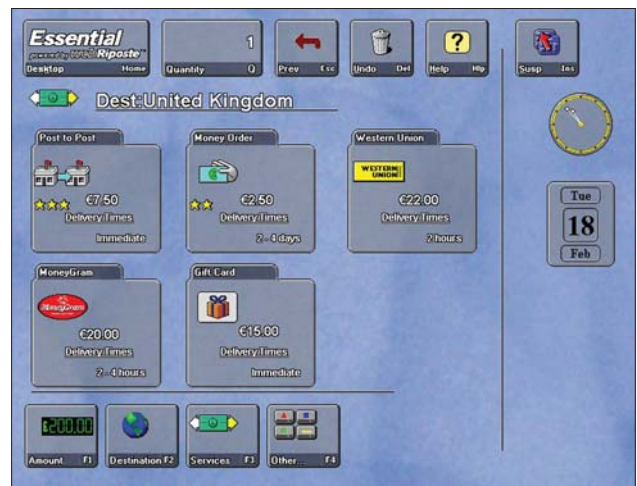 Essential
powered by WebRiposte
Desktop Home
1
Quantity Q
Prev Esc
Undo Del
?
Help Hlp
Susp Ins
Dest:United Kingdom
Post to Post
€7.50
Delivery Times
Immediate
Money Order
€2.50
Delivery Times
2-4 days
Western Union
WESTERN
UNION
€22.00
Delivery Times
2 hours
Tue
18
Feb
MoneyGram
MoneyGram
€20.00
Delivery Times
2-4 hours
Gift Card
€15.00
Delivery Times
Immediate
£200.00
Amount... F1
Destination F2
Services F3
Other... F4